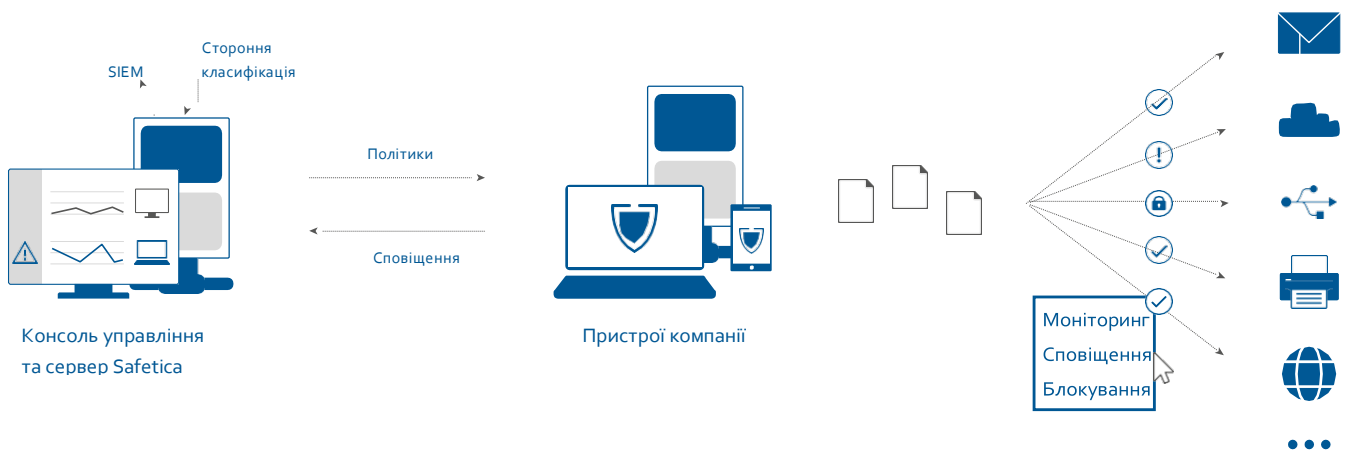 Стороння
SIEM класифікація
Політики
Сповіщення
Консоль управління
та сервер Safetica
Пристрої компанії
Моніторинг
Сповіщення
Блокування